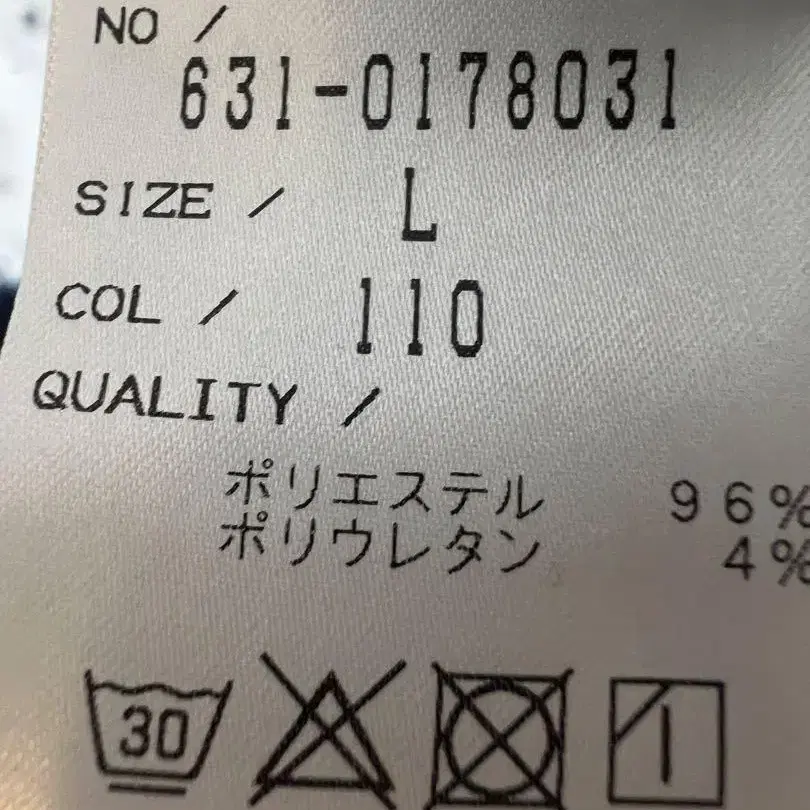 NO /
631-0178031
SIZE / L
COL / 110
QUALITY /
ポリエステル 96%
ポリウレタン 4%
30